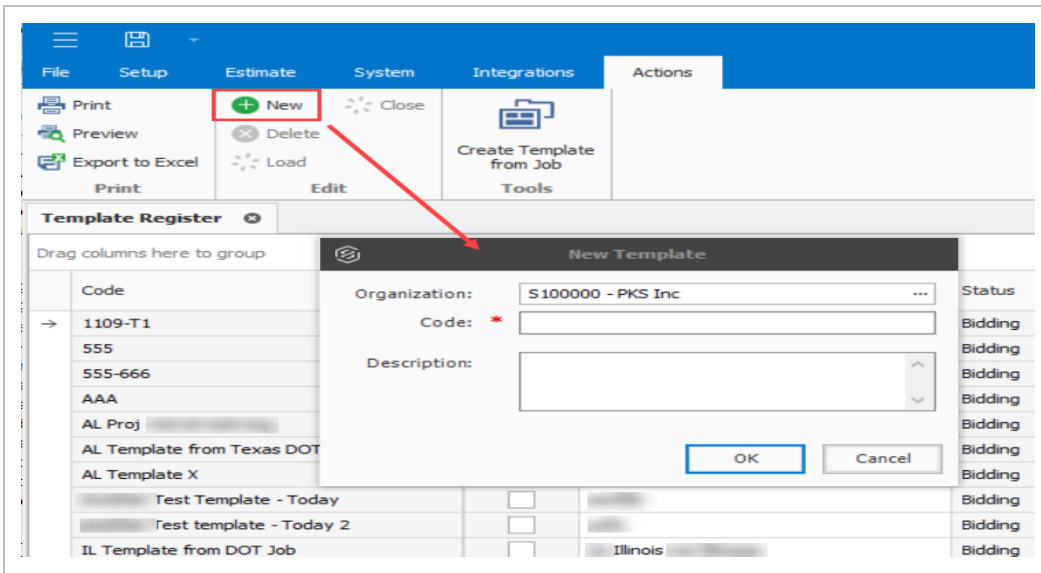 File Setup Estimate System Integrations Actions
Print New Close
Preview Delete
Create Template
from Job
Export to Excel Load
Print Edit Tools
Template Register
Drag columns here to group
New Template
Organization: S100000 - PKS Inc ...
Code: *
Description:
OK Cancel
Code Status
1109-T1 Bidding
555 Bidding
555-666 Bidding
AAA Bidding
AL Proj Bidding
AL Template from Texas DOT Bidding
AL Template X Bidding
Test Template - Today Bidding
Test template - Today 2 Bidding
IL Template from DOT Job Illinois Bidding